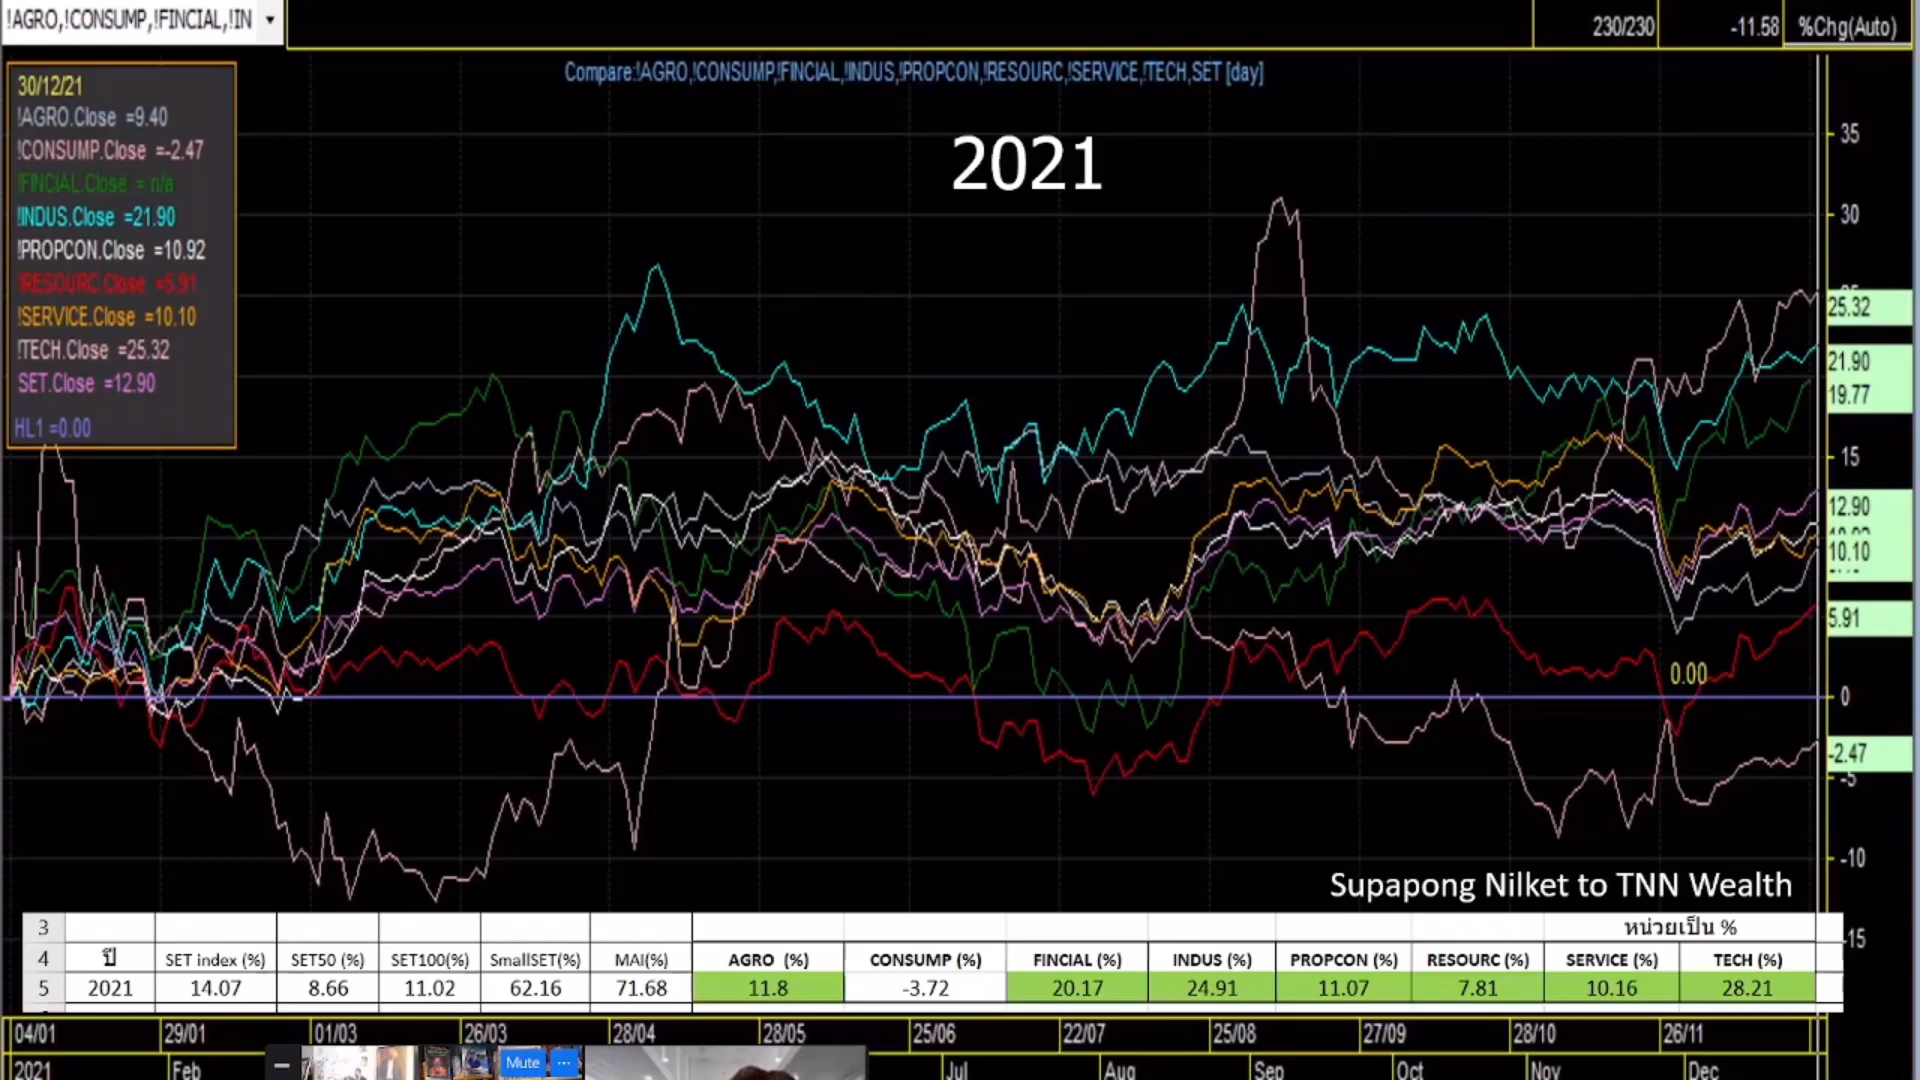 !AGRO,!CONSUMP,!FINCIAL,!IN
230/230
-11.58
%Chg(Auto)
Compare:!AGRO,!CONSUMP,!FINCIAL,!INDUS,!PROPCON,!RESOURC,!SERVICE,!TECH,SET [day]
30/12/21
!AGRO.Close =9.40
!CONSUMP.Close =-2.47
!FINCIAL.Close = n/a
!INDUS.Close =21.90
!PROPCON.Close =10.92
!RESOURC.Close =5.91
!SERVICE.Close =10.10
!TECH.Close =25.32
SET.Close =12.90
HL1 =0.00
2021
35
30
25.32
21.90
19.77
15
12.90
10.10
5.91
0.00
0
-2.47
-5
-10
-15
Supapong Nilket to TNN Wealth
3 หน่วยเป็น %
4 ปี SET index (%) SET50 (%) SET100(%) SmallSET(%) MAI(%) AGRO (%) CONSUMP (%) FINCIAL (%) INDUS (%) PROPCON (%) RESOURC (%) SERVICE (%) TECH (%)
5 2021 14.07 8.66 11.02 62.16 71.68 11.8 -3.72 20.17 24.91 11.07 7.81 10.16 28.21
04/01 29/01 01/03 26/03 28/04 28/05 25/06 22/07 25/08 27/09 28/10 26/11
2021 Feb Jul Aug Sep Oct Nov Dec
Mute